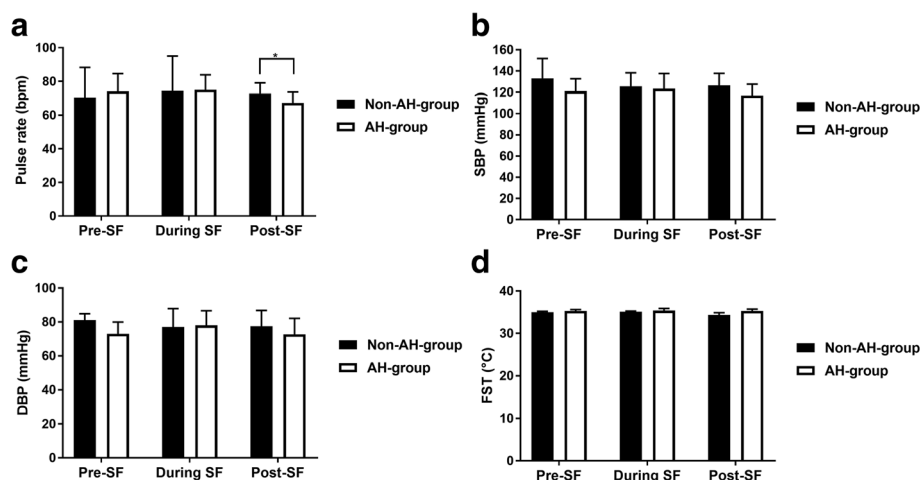 a
Pulse rate (bpm)
100
80
60
40
20
0
*
Pre-SF During SF Post-SF
Non-AH-group
AH-group
b
SBP (mmHg)
160
140
120
100
80
60
40
20
0
Pre-SF During SF Post-SF
Non-AH-group
AH-group
c
DBP (mmHg)
100
80
60
40
20
0
Pre-SF During SF Post-SF
Non-AH-group
AH-group
d
FST (°C)
40
30
20
10
0
Pre-SF During SF Post-SF
Non-AH-group
AH-group